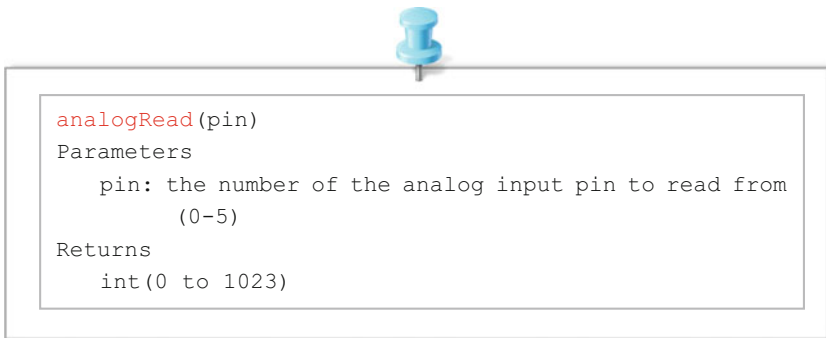 analogRead(pin)
Parameters
pin: the number of the analog input pin to read from
(0-5)
Returns
int(0 to 1023)